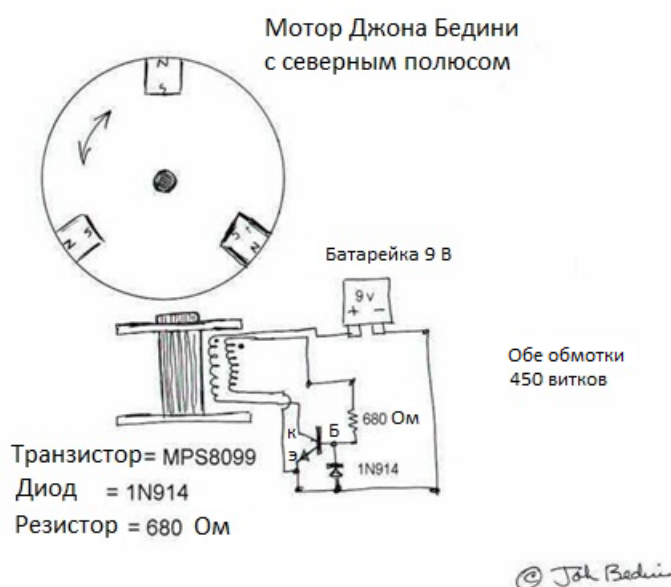 Мотор Джона Бедини
с северным полюсом
N
S
N
S
S
N
Батарейка 9 В
9v
+ −
Обе обмотки
450 витков
680 Ом
К
Б
Э
1N914
Транзистор= MPS8099
Диод = 1N914
Резистор = 680 Ом
© John Bedini